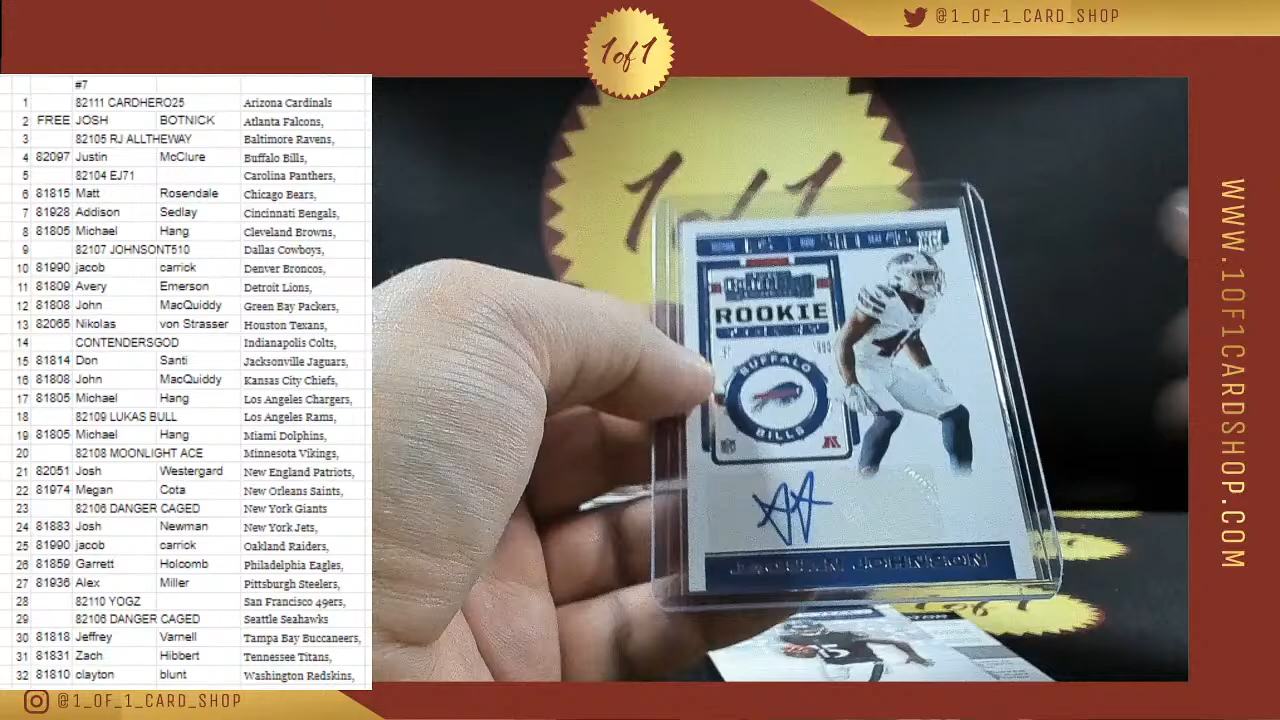 @1_OF_1_CARD_SHOP
1 of 1
#7
1 82111 CARDHERO25 Arizona Cardinals
2 FREE JOSH BOTNICK Atlanta Falcons,
3 82105 RJ ALLTHEWAY Baltimore Ravens,
4 82097 Justin McClure Buffalo Bills,
5 82104 EJ71 Carolina Panthers,
6 81815 Matt Rosendale Chicago Bears,
7 81928 Addison Sedlay Cincinnati Bengals,
8 81805 Michael Hang Cleveland Browns,
9 82107 JOHNSONT510 Dallas Cowboys,
10 81990 jacob carrick Denver Broncos,
11 81809 Avery Emerson Detroit Lions,
12 81808 John MacQuiddy Green Bay Packers,
13 82065 Nikolas von Strasser Houston Texans,
14 CONTENDERSGOD Indianapolis Colts,
15 81814 Don Santi Jacksonville Jaguars,
16 81808 John MacQuiddy Kansas City Chiefs,
17 81805 Michael Hang Los Angeles Chargers,
18 82109 LUKAS BULL Los Angeles Rams,
19 81805 Michael Hang Miami Dolphins,
20 82108 MOONLIGHT ACE Minnesota Vikings,
21 82051 Josh Westergard New England Patriots,
22 81974 Megan Cota New Orleans Saints,
23 82106 DANGER CAGED New York Giants
24 81883 Josh Newman New York Jets,
25 81990 jacob carrick Oakland Raiders,
26 81859 Garrett Holcomb Philadelphia Eagles,
27 81936 Alex Miller Pittsburgh Steelers,
28 82110 YOGZ San Francisco 49ers,
29 82106 DANGER CAGED Seattle Seahawks
30 81818 Jeffrey Varnell Tampa Bay Buccaneers,
31 81831 Zach Hibbert Tennessee Titans,
32 81810 clayton blunt Washington Redskins,
1 of 1
ROOKIE
BUFFALO
BILLS
JAQUAN JOHNSON
WWW.1OF1CARDSHOP.COM
@1_OF_1_CARD_SHOP